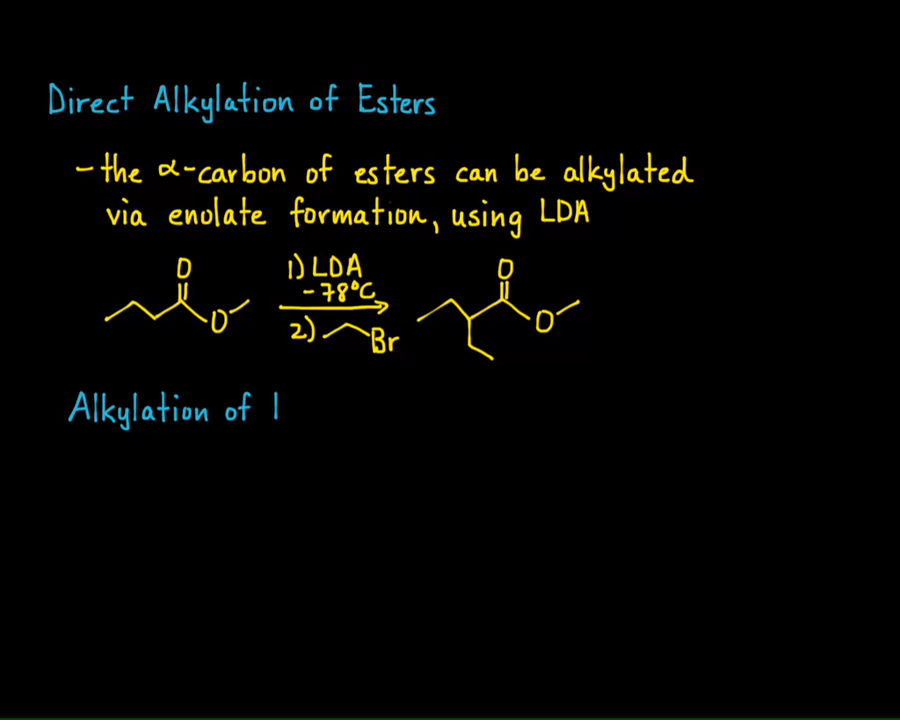 Direct Alkylation of Esters
- the α-carbon of esters can be alkylated
via enolate formation, using LDA
O
1) LDA
O
-78°C
O
2)
Br
O
Alkylation of